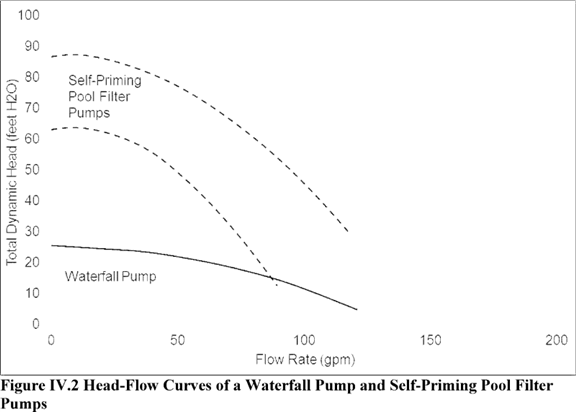 100
90
80
70
60
50
40
30
20
10
0
Total Dynamic Head (feet H2O)
Self-Priming
Pool Filter
Pumps
Waterfall Pump
0 50 100 150 200
Flow Rate (gpm)
Figure IV.2 Head-Flow Curves of a Waterfall Pump and Self-Priming Pool Filter
Pumps